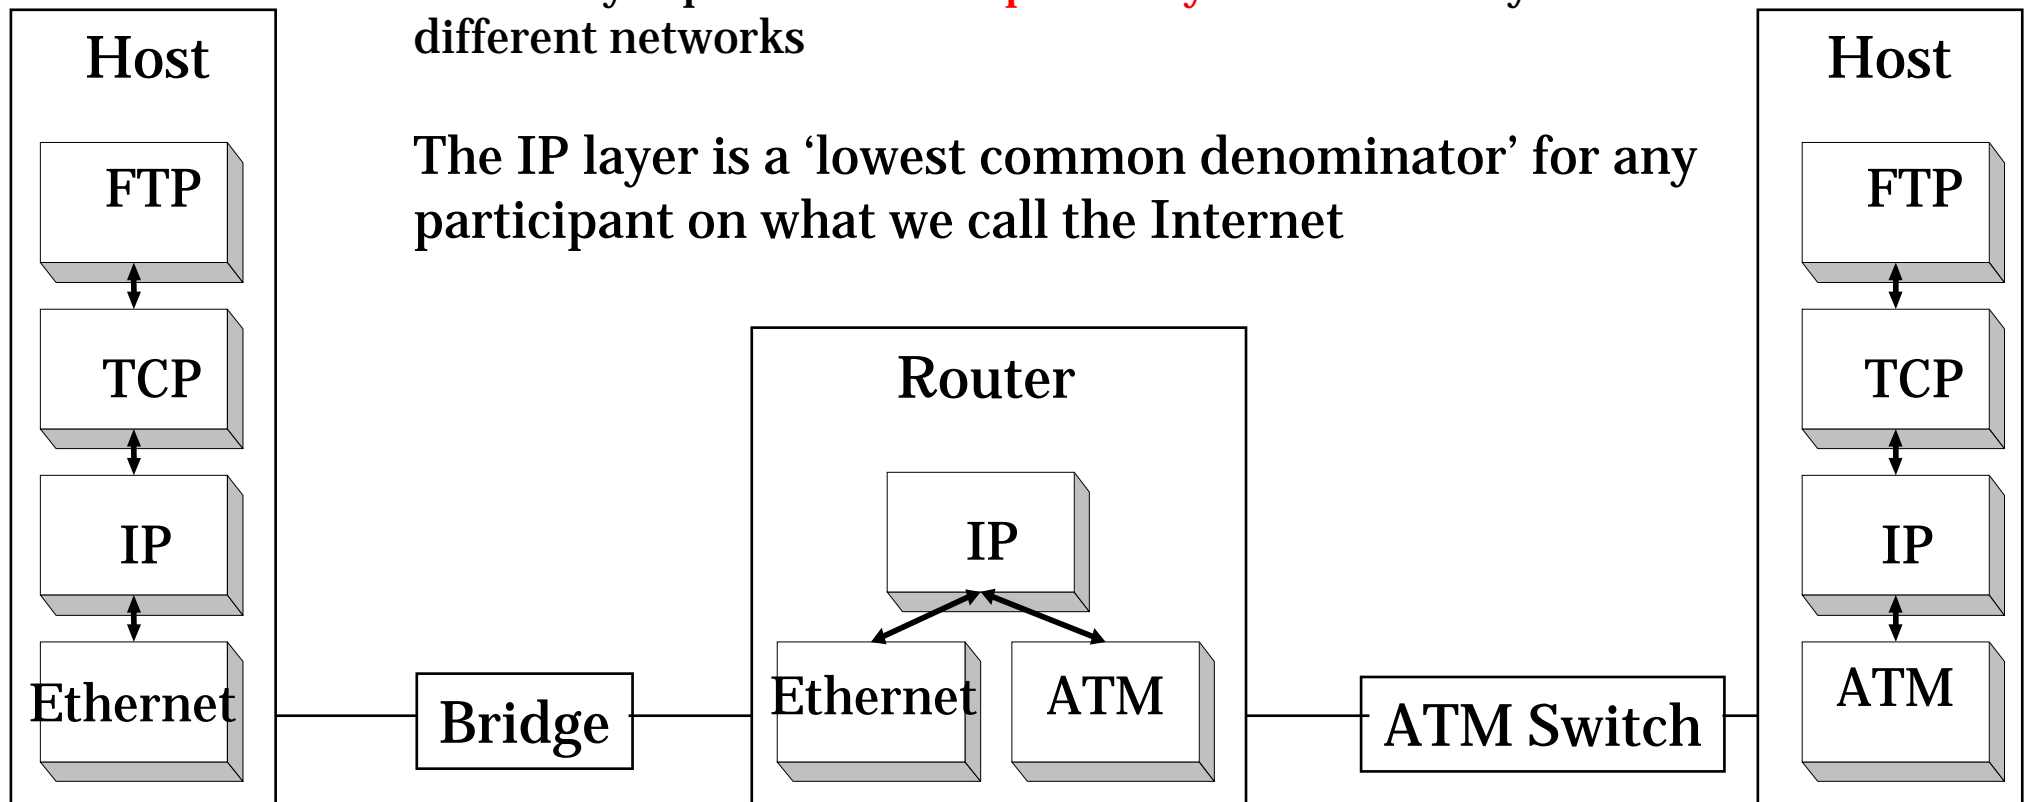 different networks
The IP layer is a ‘lowest common denominator’ for any
participant on what we call the Internet
Host
FTP
TCP
IP
Ethernet
Bridge
Router
IP
Ethernet
ATM
ATM Switch
Host
FTP
TCP
IP
ATM